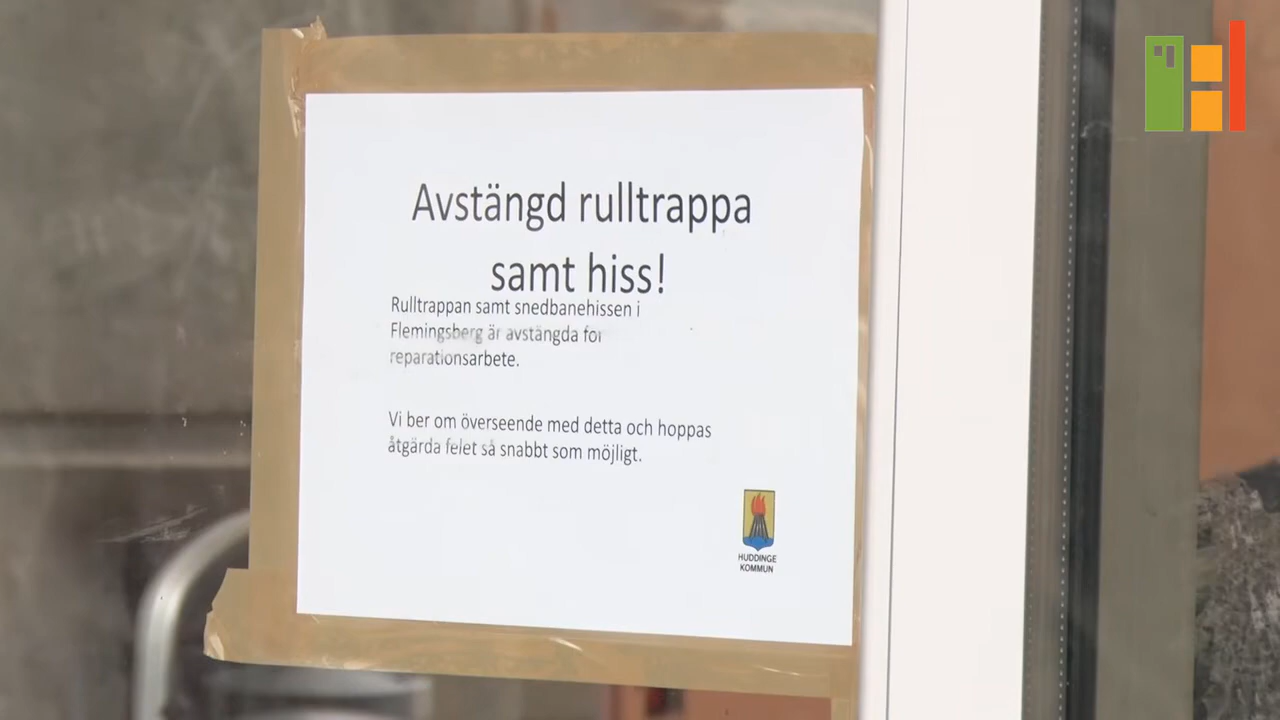 Avstängd rulltrappa
samt hiss!
Rulltrappan samt snedbanehissen i
Flemingsberg är avstängda for
reparationsarbete.
Vi ber om överseende med detta och hoppas
åtgärda felet så snabbt som möjligt.
HUDDINGE
KOMMUN